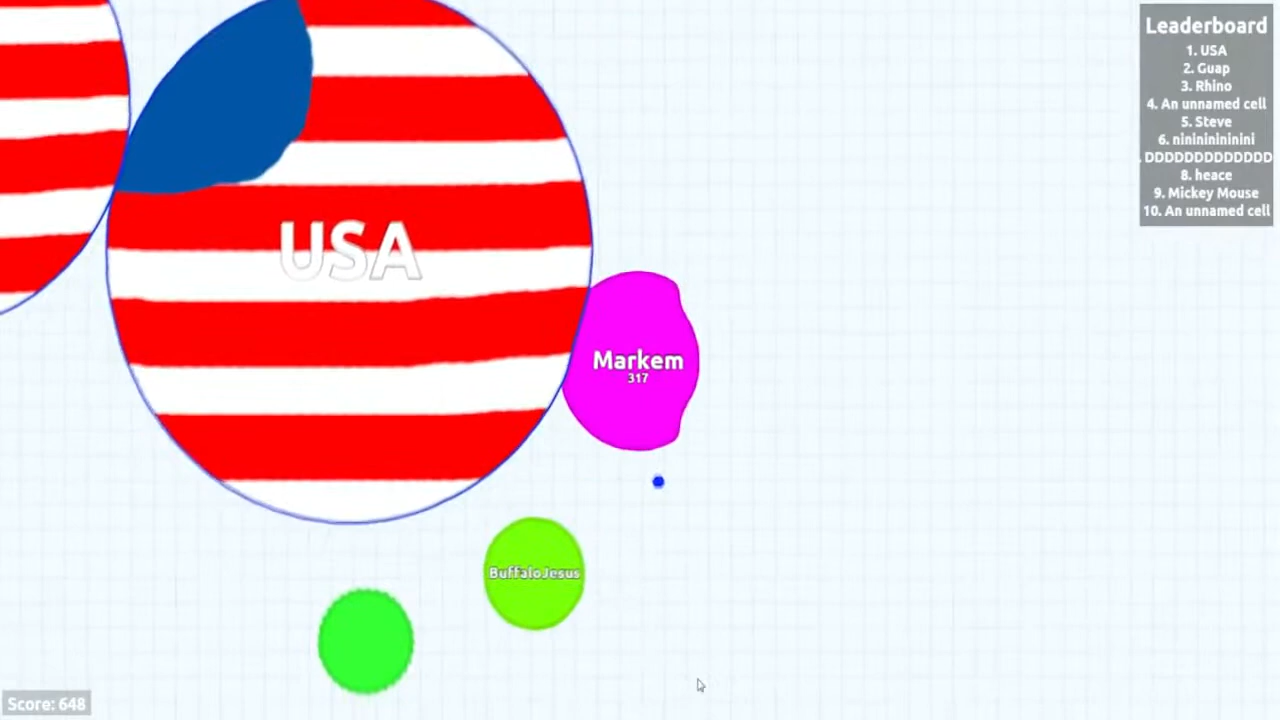 Leaderboard
1. USA
2. Guap
3. Rhino
4. An unnamed cell
5. Steve
6. ninininininini
. DDDDDDDDDDDDD
8. heace
9. Mickey Mouse
10. An unnamed cell
USA
Markem
317
BuffaloJesus
Score: 648